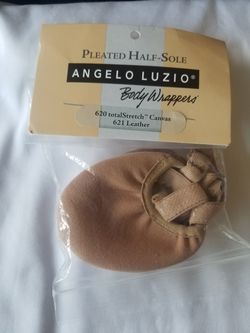 Pleated Half-Sole
ANGELO LUZIO®
Body Wrappers®
620 totalStretch™ Canvas
621 Leather